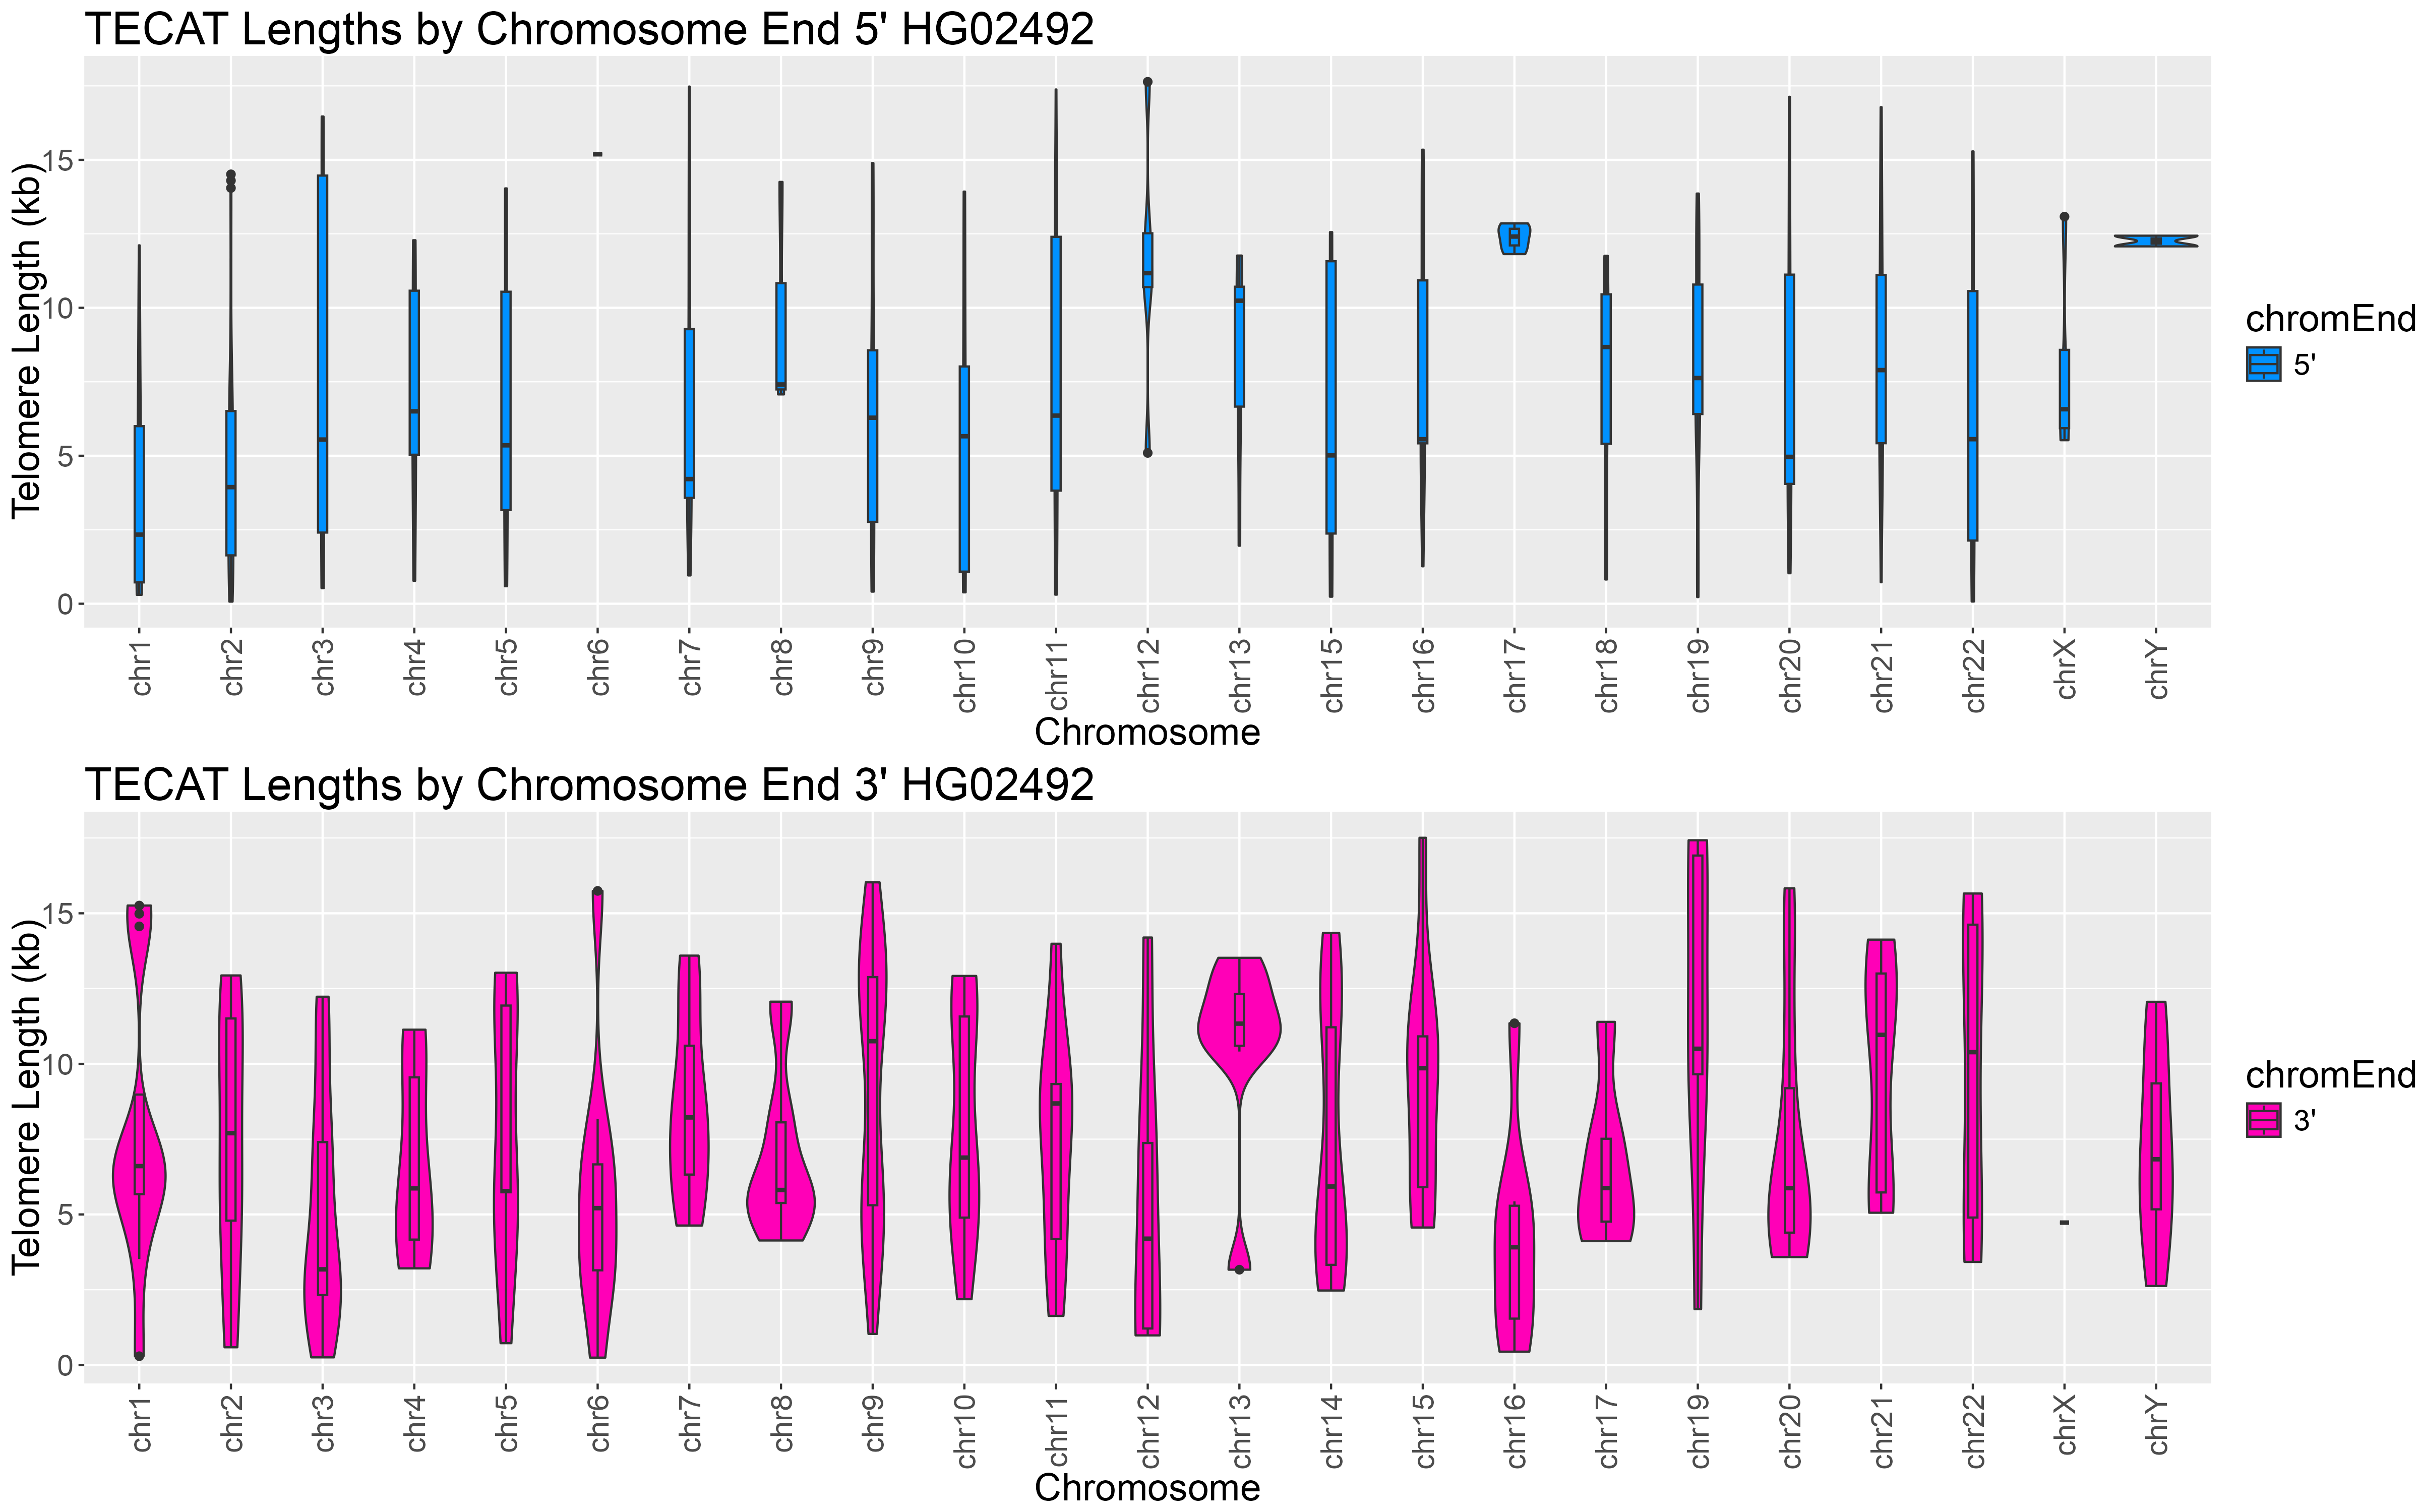 TECAT Lengths by Chromosome End 5' HG02492
Telomere Length (kb)
15
10
5
0
chr1 chr2 chr3 chr4 chr5 chr6 chr7 chr8 chr9 chr10 chr11 chr12 chr13 chr15 chr16 chr17 chr18 chr19 chr20 chr21 chr22 chrX chrY
Chromosome
chromEnd
5'
TECAT Lengths by Chromosome End 3' HG02492
Telomere Length (kb)
15
10
5
0
chr1 chr2 chr3 chr4 chr5 chr6 chr7 chr8 chr9 chr10 chr11 chr12 chr13 chr14 chr15 chr16 chr17 chr19 chr20 chr21 chr22 chrX chrY
Chromosome
chromEnd
3'